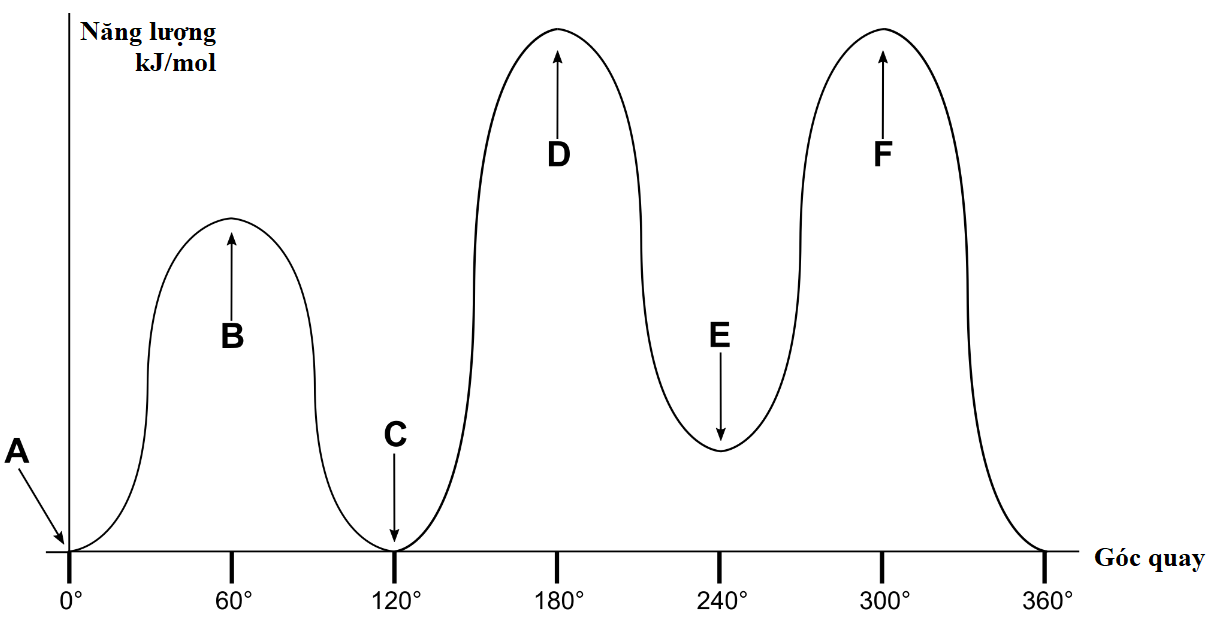 Năng lượng
kJ/mol
D
F
B
E
C
A
Góc quay
0°
60°
120°
180°
240°
300°
360°